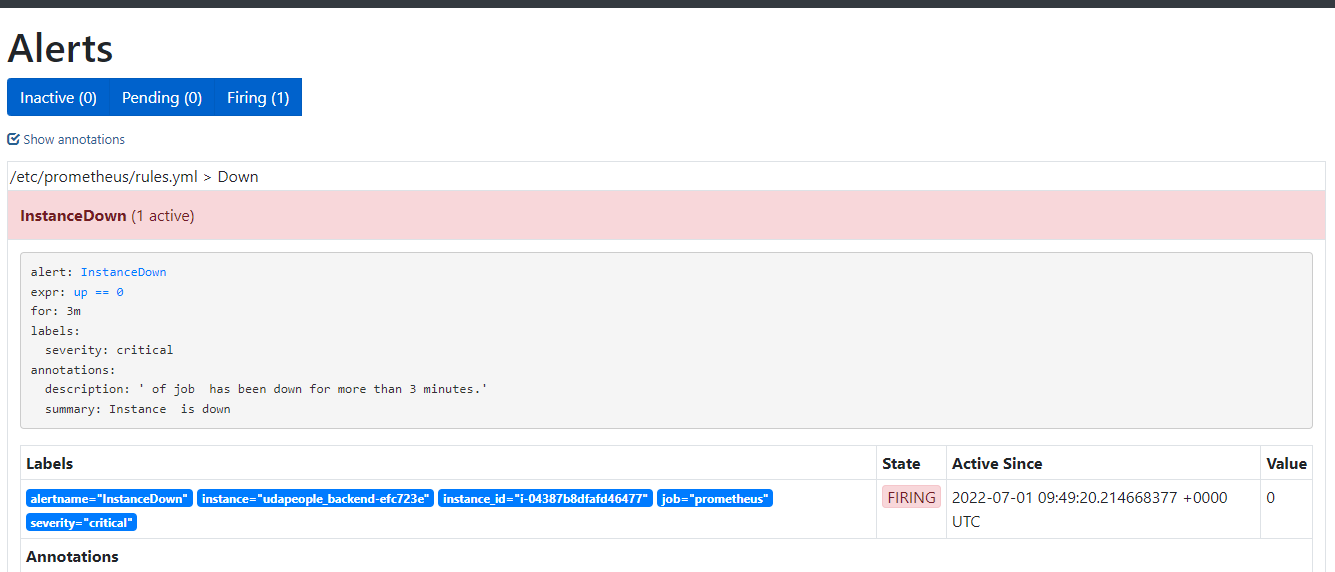 Alerts
Inactive (0) Pending (0) Firing (1)
Show annotations
/etc/prometheus/rules.yml > Down
InstanceDown (1 active)
alert: InstanceDown
expr: up == 0
for: 3m
labels:
  severity: critical
annotations:
  description: ' of job  has been down for more than 3 minutes.'
  summary: Instance  is down
Labels State Active Since Value
alertname="InstanceDown" instance="udapeople_backend-efc723e" instance_id="i-04387b8dfafd46477" job="prometheus" FIRING 2022-07-01 09:49:20.214668377 +0000 0
severity="critical" UTC
Annotations